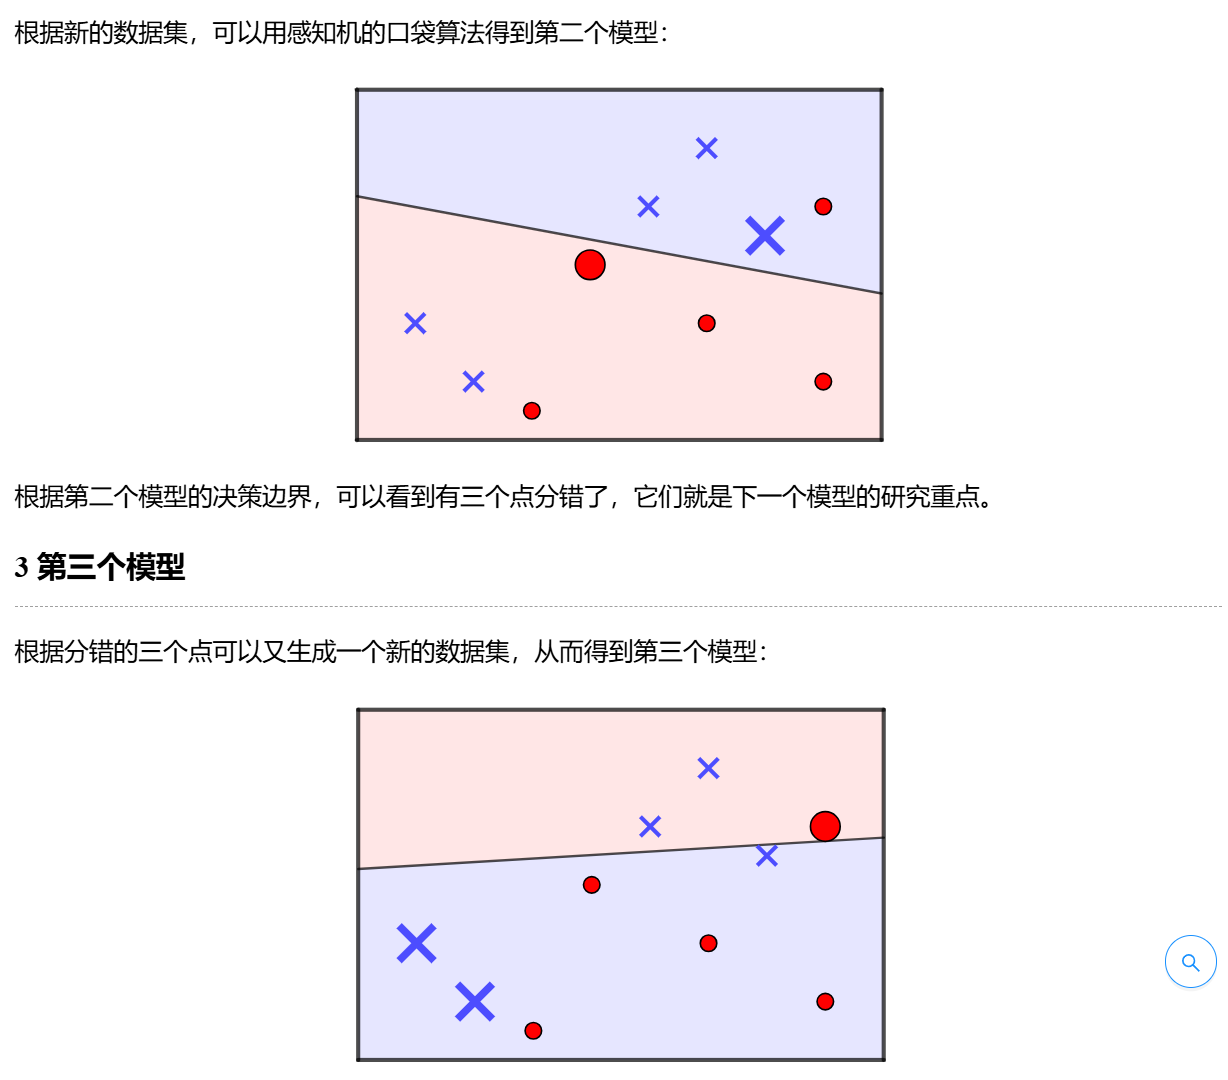 根据新的数据集，可以用感知机的口袋算法得到第二个模型：
根据第二个模型的决策边界，可以看到有三个点分错了，它们就是下一个模型的研究重点。
3 第三个模型
根据分错的三个点可以又生成一个新的数据集，从而得到第三个模型：